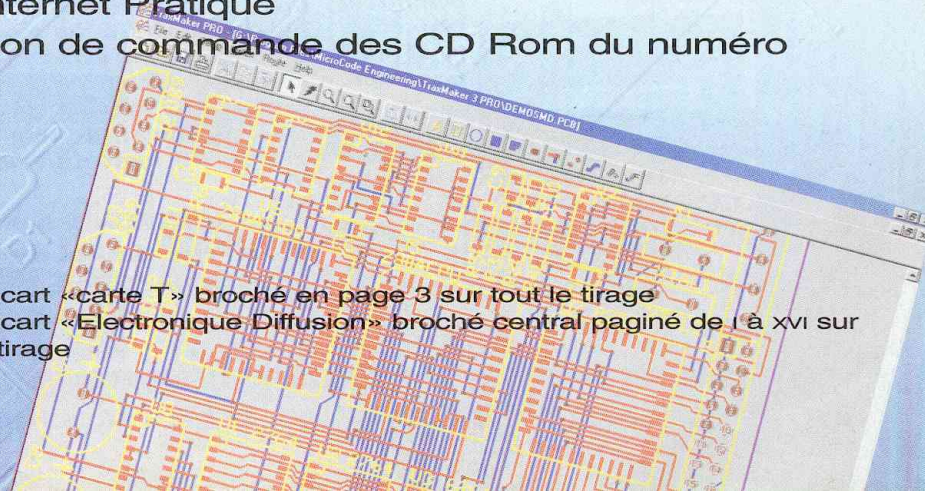 nternet Pratique
on de commande des CD Rom du numéro
TraxMaker PRO - [G:\P MicroCode Engineering\TraxMaker 3 PRO\DEMOSMD.PCB]
File Edit Help
cart «carte T» broché en page 3 sur tout le tirage
cart «Electronique Diffusion» broché central paginé de I à XVI sur
tirage